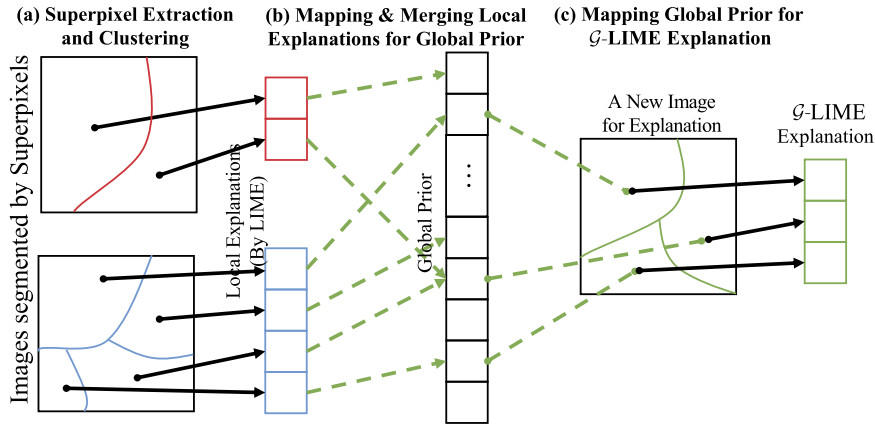 (a) Superpixel Extraction
and Clustering
(b) Mapping & Merging Local
Explanations for Global Prior
(c) Mapping Global Prior for
𝒢-LIME Explanation
Images segmented by Superpixels
Local Explanations
(By LIME)
Global Prior
...
A New Image
for Explanation
𝒢-LIME
Explanation